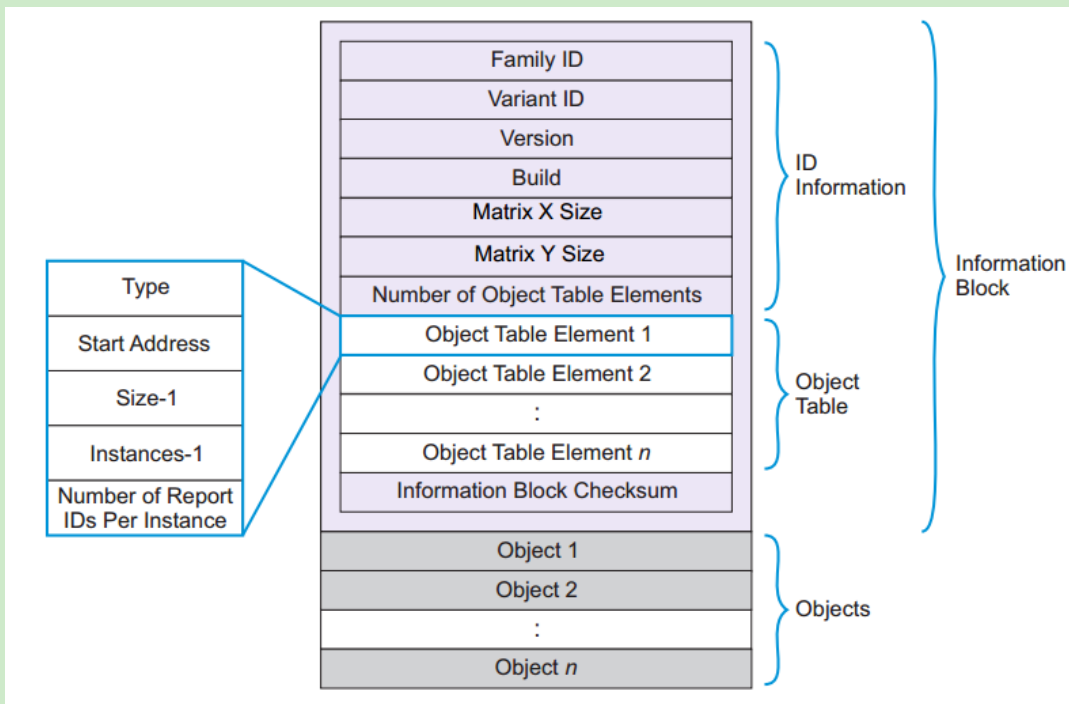 Family ID
Variant ID
Version
Build
Matrix X Size
Matrix Y Size
Number of Object Table Elements
Object Table Element 1
Object Table Element 2
:
Object Table Element n
Information Block Checksum
Object 1
Object 2
:
Object n
Type
Start Address
Size-1
Instances-1
Number of Report
IDs Per Instance
ID
Information
Object
Table
Information
Block
Objects